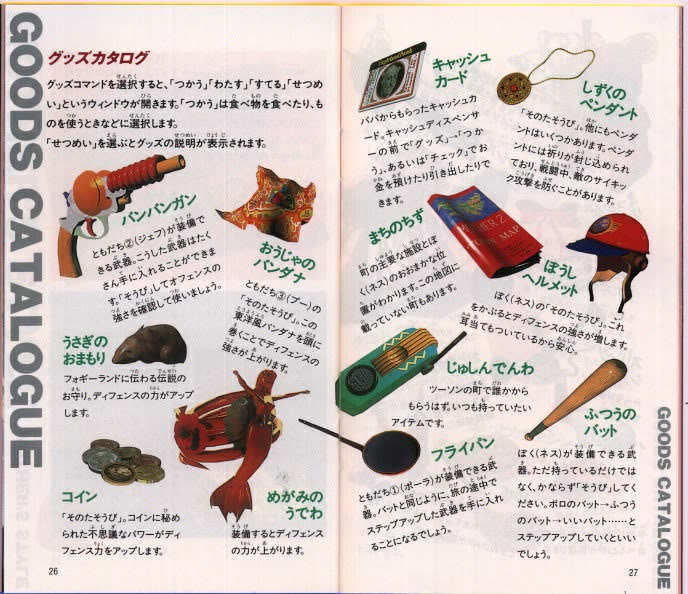 GOODS CATALOGUE
グッズカタログ
グッズコマンドを選択すると、「つかう」「わたす」「すてる」「せつめ
い」というウィンドウが開きます。「つかう」は食べ物を食べたり、も
のを使うときなどに選択します。
「せつめい」を選ぶとグッズの説明が表示されます。
バンバンガン
ともだち②(ジェフ)が装備で
きる武器。こうした武器はたく
さん手に入れることができま
す。「そうび」してオフェンスの
強さを確認して使いましょう。
おうじゃの
バンダナ
ともだち③(プー)の
「そのたそうび」。この
東洋風バンダナを頭に
巻くことでディフェンスの
強さが上がります。
うさぎの
おまもり
フォギーランドに伝わる伝説の
お守り。ディフェンスの力がアップ
します。
コイン
「そのたそうび」。コインに秘め
られた不思議なパワーがディ
フェンス力をアップします。
めがみの
うでわ
装備するとディフェンス
の力が上がります。
26
キャッシュ
カード
パパからもらったキャッシュカ
ード。キャッシュディスペンサ
ーの前で「グッズ」→「つか
う」、あるいは「チェック」でお
金を預けたり引き出したりで
きます。
しずくの
ペンダント
「そのたそうび」。他にもペンダ
ントはいくつかあります。ペンダ
ントには祈りが封じ込められ
ており、戦闘中、敵のサイキッ
ク攻撃を防ぐことがあります。
まちのちず
町の主要な施設とぼ
く(ネス)のおおまかな位
置がわかります。この地図に
載っていない町もあります。
ぼうし
ヘルメット
ぼく(ネス)の「そのたそうび」。これ
をかぶるとディフェンスの強さが増します。
耳当てもついているから安心。
じゅしんでんわ
ツーソンの町で誰かから
もらうはず。いつも持っていたい
アイテムです。
フライパン
ともだち①(ポーラ)が装備できる武
器。バットと同じように、旅の途中で
ステップアップした武器を手に入れ
ることになるでしょう。
ふつうの
バット
ぼく(ネス)が装備できる武
器。ただ持っているだけでは
なく、かならず「そうび」してく
ださい。ボロのバット→ふつう
のバット→いいバット……と
ステップアップしていくといい
でしょう。
27
GOODS CATALOGUE